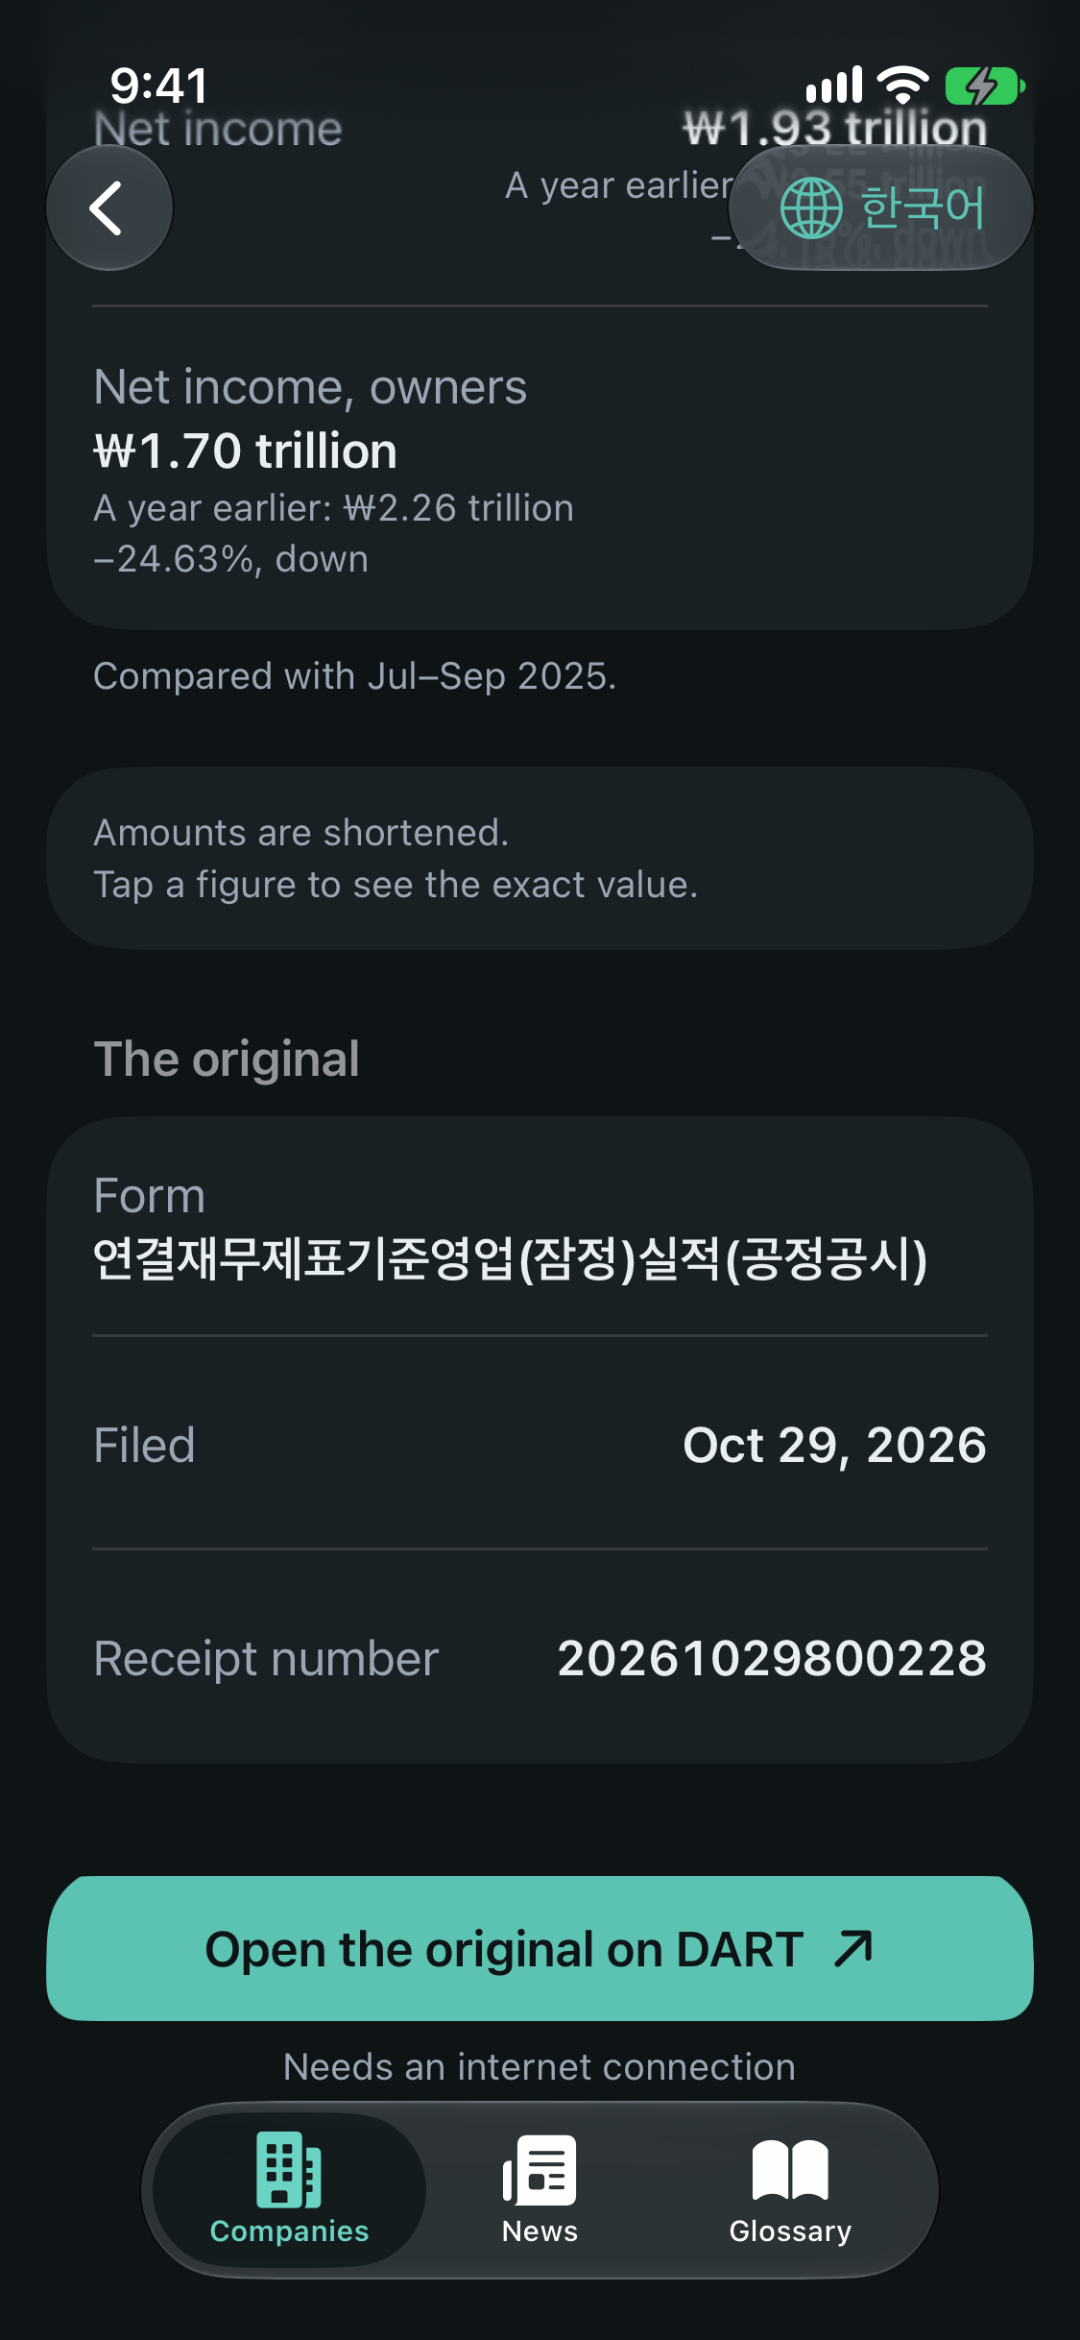 9:41
Net income
₩1.93 trillion
A year earlier
한국어
Net income, owners
₩1.70 trillion
A year earlier: ₩2.26 trillion
−24.63%, down
Compared with Jul–Sep 2025.
Amounts are shortened.
Tap a figure to see the exact value.
The original
Form
연결재무제표기준영업(잠정)실적(공정공시)
Filed
Oct 29, 2026
Receipt number
20261029800228
Open the original on DART
Needs an internet connection
Companies
News
Glossary